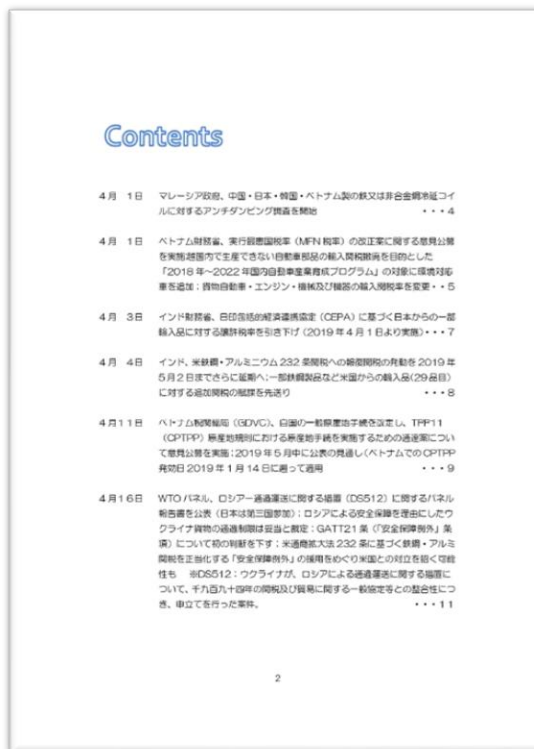 Contents
4月 1日 マレーシア政府、中国・日本・韓国・ベトナム製の鉄又は非合金鋼冷延コイ
ルに対するアンチダンピング調査を開始 ・・・4
4月 1日 ベトナム財務省、実行最恵国税率（MFN税率）の改正案に関する意見公募
を実施:越国内で生産できない自動車部品の輸入関税撤廃を目的とした
「2018年～2022年国内自動車産業育成プログラム」の対象に環境対応
車を追加；貨物自動車・エンジン・機械及び機器の輸入関税率を変更・・5
4月 3日 インド財務省、日印包括的経済連携協定（CEPA）に基づく日本からの一部
輸入品に対する譲許税率を引き下げ（2019年4月1日より実施）・・・7
4月 4日 インド、米鉄鋼・アルミニウム232条関税への報復関税の発動を2019年
5月2日までさらに延期へ:一部鉄鋼製品など米国からの輸入品（29品目）
に対する追加関税の賦課を先送り ・・・8
4月11日 ベトナム税関総局（GDVC）、自国の一般原産地手続を改定し、TPP11
（CPTPP）原産地規則における原産地手続を実施するための通達案につい
て意見公募を実施；2019年5月中に公表の見通し（ベトナムでのCPTPP
発効日2019年1月14日に遡って適用 ・・・9
4月16日 WTOパネル、ロシアー通過運送に関する措置（DS512）に関するパネル
報告書を公表（日本は第三国参加）；ロシアによる安全保障を理由にしたウ
クライナ貨物の通過制限は妥当と裁定；GATT21条（「安全保障例外」条
項）について初の判断を下す；米通商拡大法232条に基づく鉄鋼・アルミ
関税を正当化する「安全保障例外」の援用をめぐり米国との対立を招く可能
性も ※DS512：ウクライナが、ロシアによる通過運送に関する措置に
ついて、千九百九十四年の関税及び貿易に関する一般協定等との整合性につ
き、申立てを行った案件。 ・・・11
2